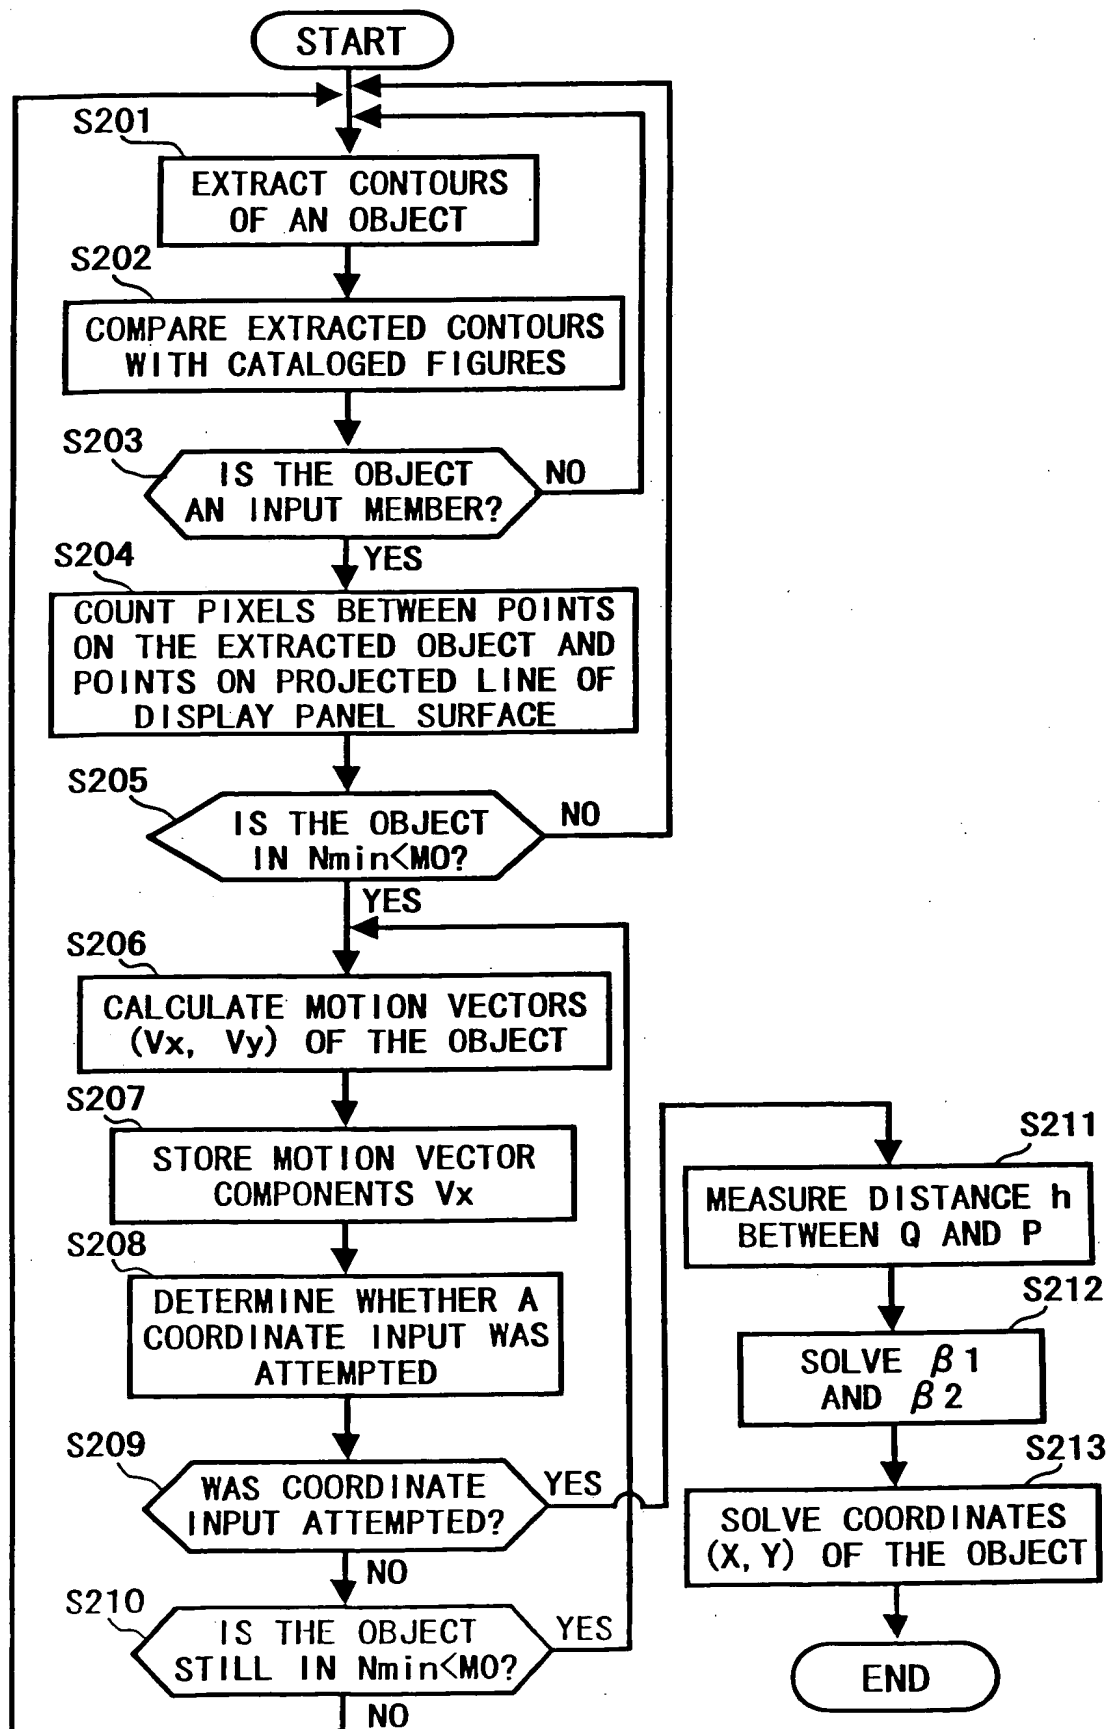 START
S201
EXTRACT CONTOURS
OF AN OBJECT
S202
COMPARE EXTRACTED CONTOURS
WITH CATALOGED FIGURES
S203
IS THE OBJECT
AN INPUT MEMBER?
NO
YES
S204
COUNT PIXELS BETWEEN POINTS
ON THE EXTRACTED OBJECT AND
POINTS ON PROJECTED LINE OF
DISPLAY PANEL SURFACE
S205
IS THE OBJECT
IN Nmin<M0?
NO
YES
S206
CALCULATE MOTION VECTORS
(Vx, Vy) OF THE OBJECT
S207
STORE MOTION VECTOR
COMPONENTS Vx
S208
DETERMINE WHETHER A
COORDINATE INPUT WAS
ATTEMPTED
S209
WAS COORDINATE
INPUT ATTEMPTED?
YES
NO
S210
IS THE OBJECT
STILL IN Nmin<M0?
YES
NO
S211
MEASURE DISTANCE h
BETWEEN Q AND P
S212
SOLVE β1
AND β2
S213
SOLVE COORDINATES
(X, Y) OF THE OBJECT
END